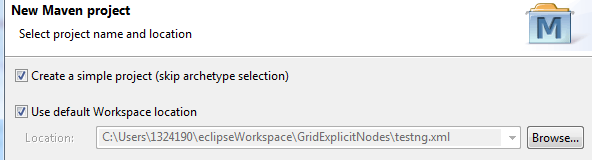 New Maven project
Select project name and location
M
Create a simple project (skip archetype selection)
Use default Workspace location
Location: C:\Users\1324190\eclipseWorkspace\GridExplicitNodes\testng.xml Browse...